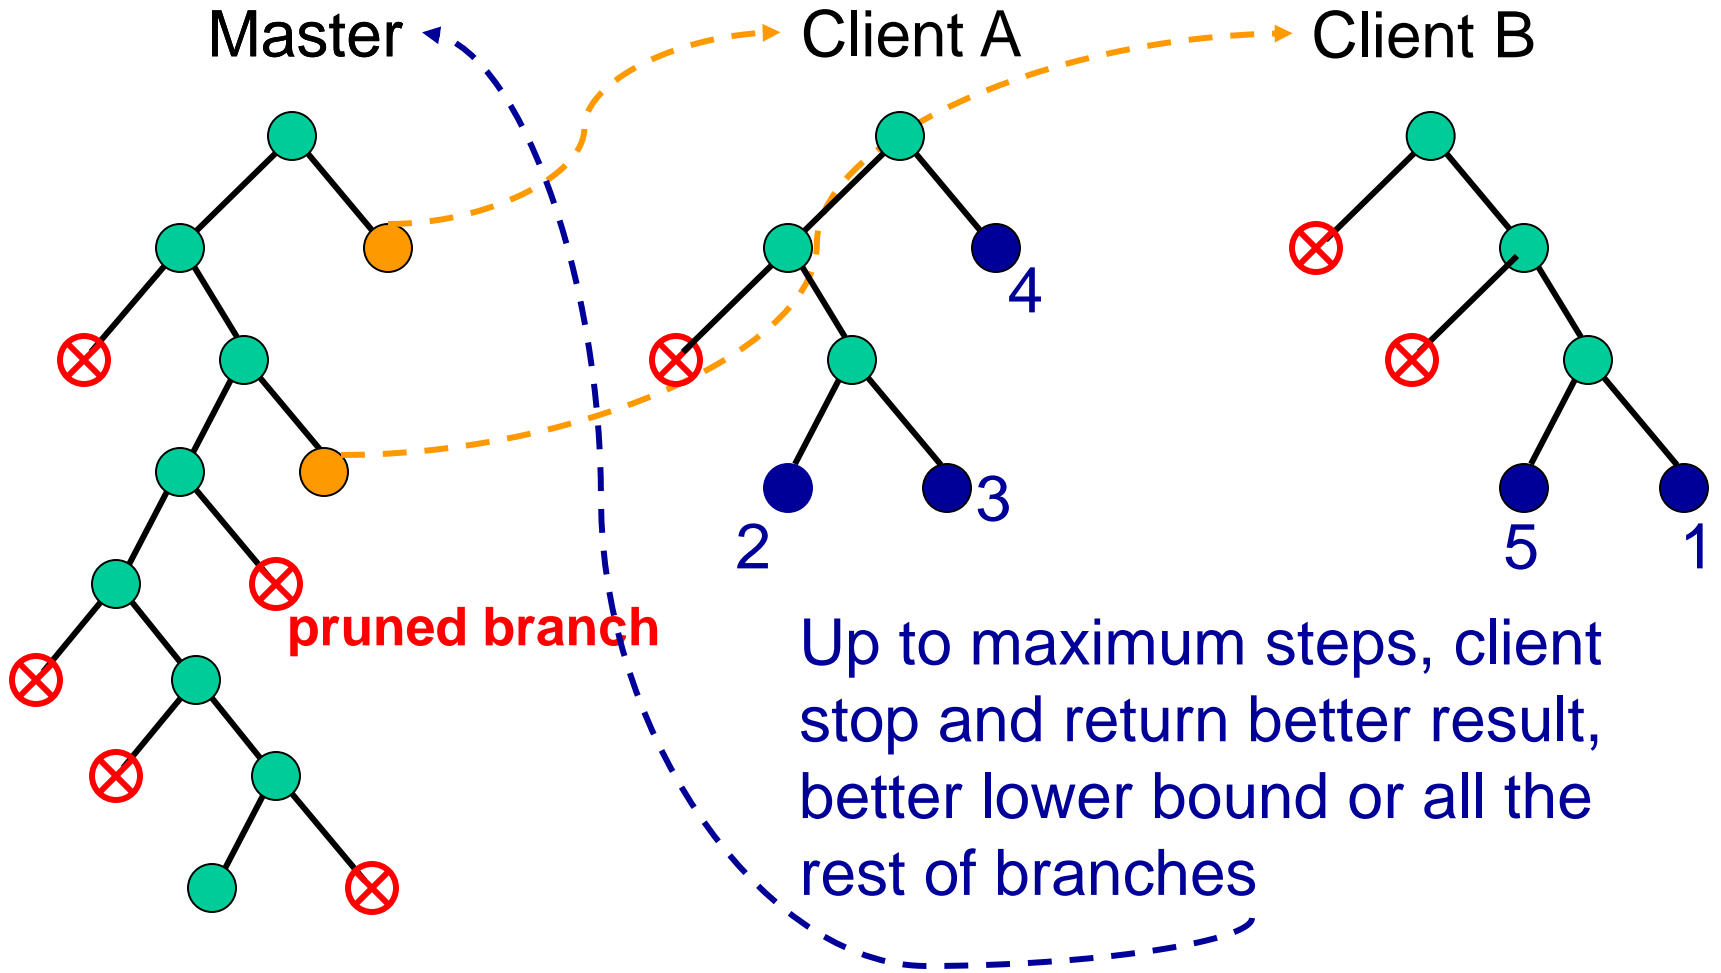 Master
Client A
Client B
4
3
2
5
1
pruned branch
Up to maximum steps, client
stop and return better result,
better lower bound or all the
rest of branches